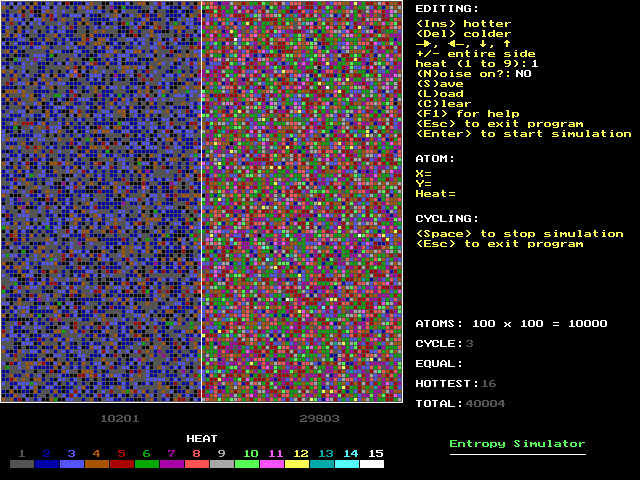 EDITING:
<Ins> hotter
<Del> colder
→, ←, ↓, ↑
+/- entire side
heat (1 to 9):1
(N)oise on?:NO
(S)ave
(L)oad
(C)lear
<F1> for help
<Esc> to exit program
<Enter> to start simulation
ATOM:
X=
Y=
Heat=
CYCLING:
<Space> to stop simulation
<Esc> to exit program
ATOMS: 100 x 100 = 10000
CYCLE:3
EQUAL:
HOTTEST:16
TOTAL:40004
10201 29803
HEAT
1 2 3 4 5 6 7 8 9 10 11 12 13 14 15
Entropy Simulator